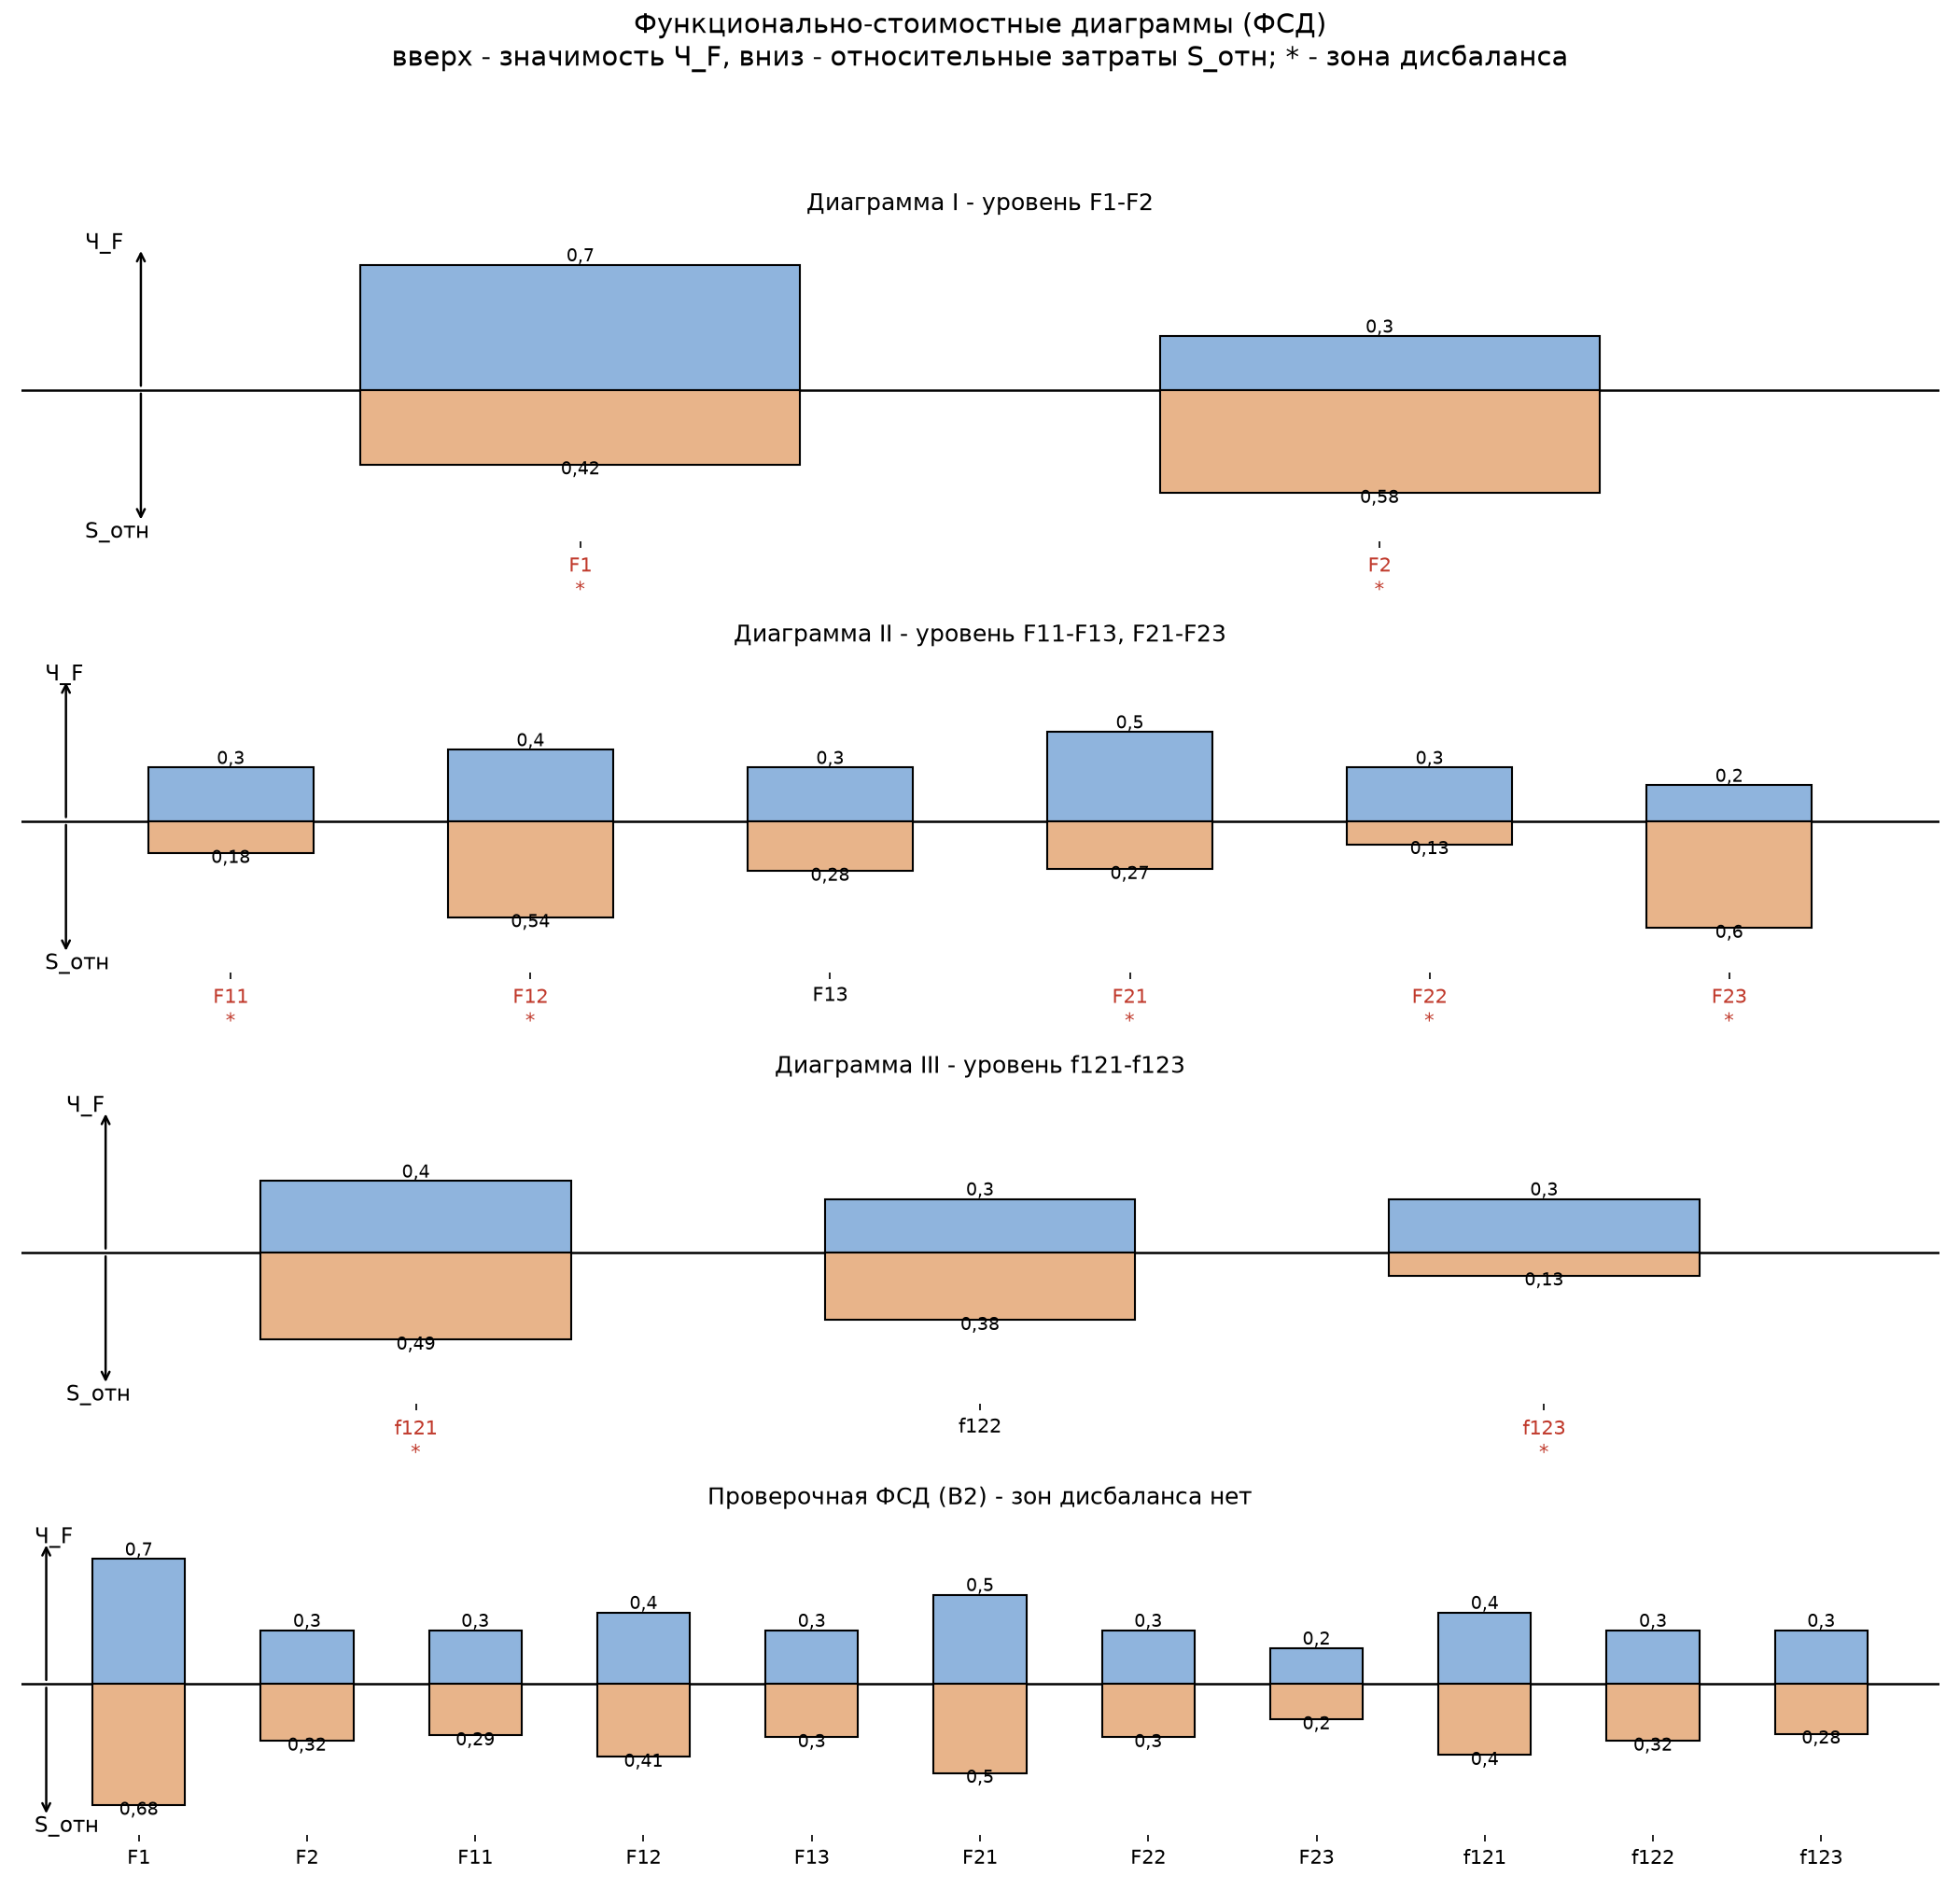 Функционально-стоимостные диаграммы (ФСД)
вверх - значимость Ч_F, вниз - относительные затраты S_отн; * - зона дисбаланса
Диаграмма I - уровень F1-F2
Ч_F
0,7
0,3
0,42
0,58
S_отн
F1
*
F2
*
Диаграмма II - уровень F11-F13, F21-F23
Ч_F
0,3
0,4
0,3
0,5
0,3
0,2
0,18
0,54
0,28
0,27
0,13
0,6
S_отн
F11
*
F12
*
F13
F21
*
F22
*
F23
*
Диаграмма III - уровень f121-f123
Ч_F
0,4
0,3
0,3
0,49
0,38
0,13
S_отн
f121
*
f122
f123
*
Проверочная ФСД (В2) - зон дисбаланса нет
Ч_F
0,7
0,3
0,3
0,4
0,3
0,5
0,3
0,2
0,4
0,3
0,3
0,68
0,32
0,29
0,41
0,3
0,5
0,3
0,2
0,4
0,32
0,28
S_отн
F1
F2
F11
F12
F13
F21
F22
F23
f121
f122
f123